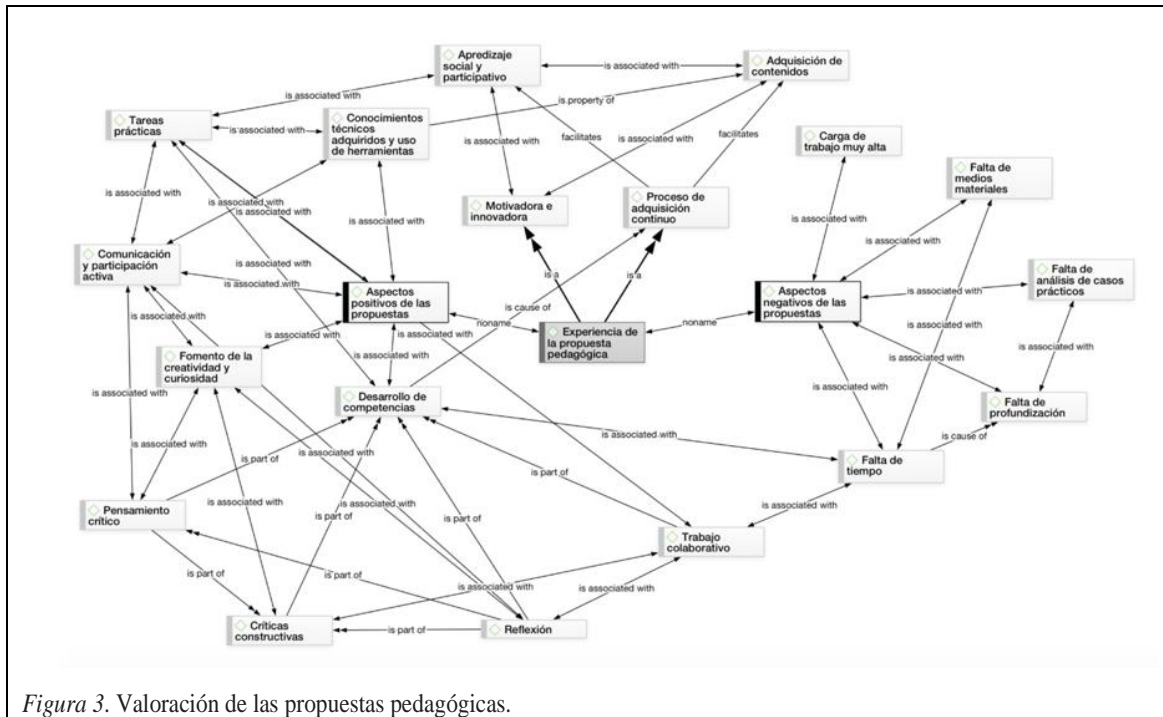 Apredizaje
social y
participativo
is associated with
Adquisición de
contenidos
is associated with
is property of
Tareas
prácticas
is associated with
Conocimientos
técnicos
adquiridos y uso
de herramientas
facilitates
facilitates
is associated with
is associated with
Carga de
trabajo muy alta
Falta de
medios
materiales
is associated with
is associated with
is associated with
is associated with
Motivadora e
innovadora
Proceso de
adquisición
continuo
is associated with
is associated with
is associated with
Comunicación
y participación
activa
is associated with
is associated with
Falta de
análisis de casos
prácticos
is a
is a
is associated with
Aspectos
positivos de las
propuestas
is cause of
Aspectos
negativos de las
propuestas
is associated with
is associated with
noname
Experiencia de
la propuesta
pedagógica
noname
is associated with
is associated with
is associated with
is associated with
is associated with
Fomento de la
creatividad y
curiosidad
is associated with
is associated with
Desarrollo de
competencias
Falta de
profundización
is associated with
is associated with
is cause of
is part of
Falta de
tiempo
is part of
is associated with
is associated with
is associated with
Pensamiento
crítico
is part of
is part of
Trabajo
colaborativo
is part of
is part of
is associated with
is associated with
Críticas
constructivas
is part of
Reflexión
Figura 3. Valoración de las propuestas pedagógicas.